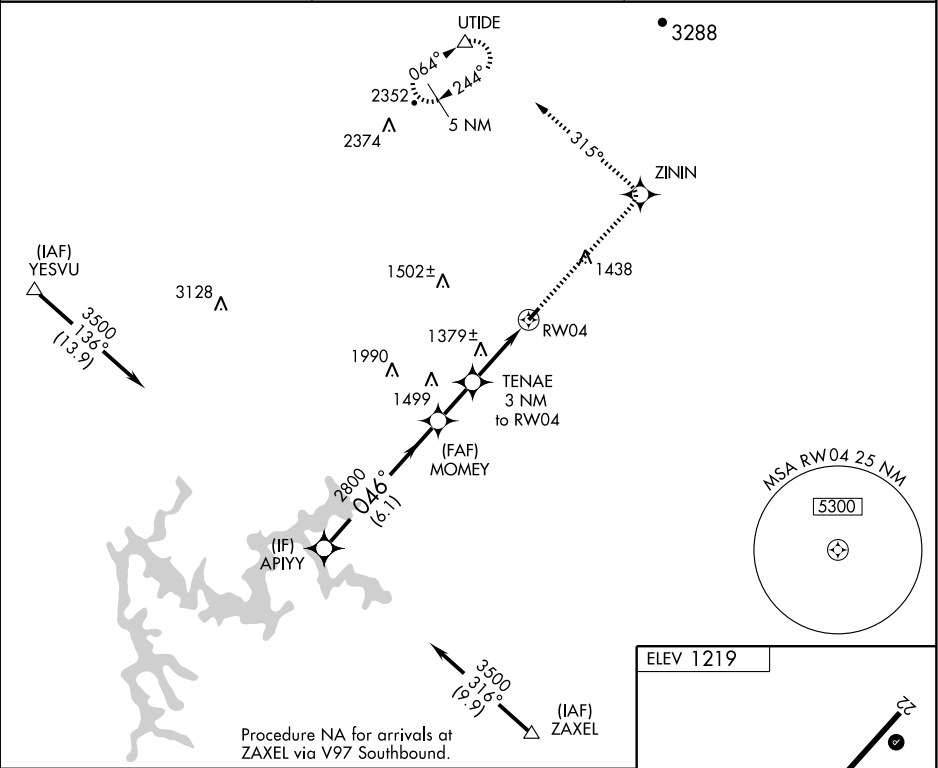 UTIDE
3288
064°
244°
2352
5 NM
2374
315°
ZININ
(IAF)
YESVU
3128
1502±
1438
3500
136°
(13.9)
RW04
1379±
1990
1499
TENAE
3 NM
to RW04
(FAF)
MOMEY
2800
046°
(6.1)
MSA RW04 25 NM
5300
(IF)
APIYY
3500
316°
(9.9)
(IAF)
ZAXEL
Procedure NA for arrivals at
ZAXEL via V97 Southbound.
ELEV 1219
22
P